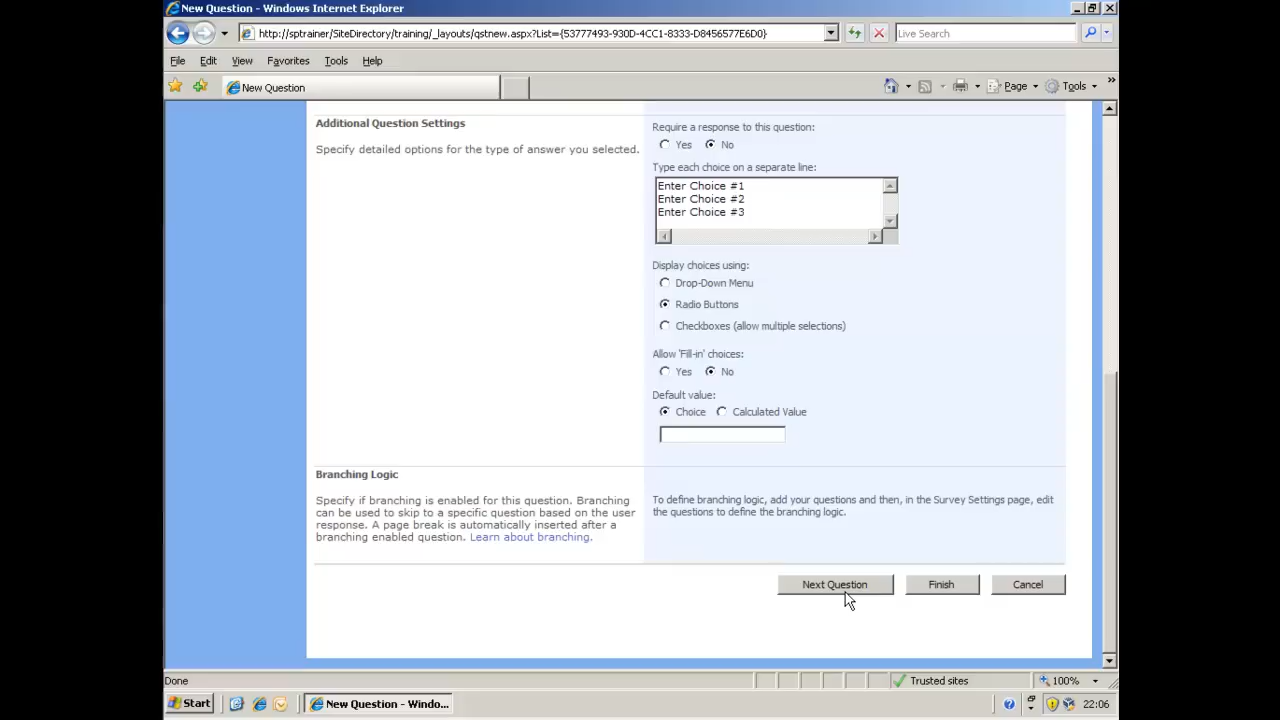 New Question - Windows Internet Explorer
http://sptrainer/SiteDirectory/training/_layouts/qstnew.aspx?List={53777493-930D-4CC1-8333-D8456577E6D0}
Live Search
File Edit View Favorites Tools Help
New Question
Page Tools
Additional Question Settings
Specify detailed options for the type of answer you selected.
Require a response to this question:
Yes No
Type each choice on a separate line:
Enter Choice #1
Enter Choice #2
Enter Choice #3
Display choices using:
Drop-Down Menu
Radio Buttons
Checkboxes (allow multiple selections)
Allow 'Fill-in' choices:
Yes No
Default value:
Choice Calculated Value
Branching Logic
Specify if branching is enabled for this question. Branching
can be used to skip to a specific question based on the user
response. A page break is automatically inserted after a
branching enabled question. Learn about branching.
To define branching logic, add your questions and then, in the Survey Settings page, edit
the questions to define the branching logic.
Next Question Finish Cancel
Done
Trusted sites
100%
Start
New Question - Windo...
22:06